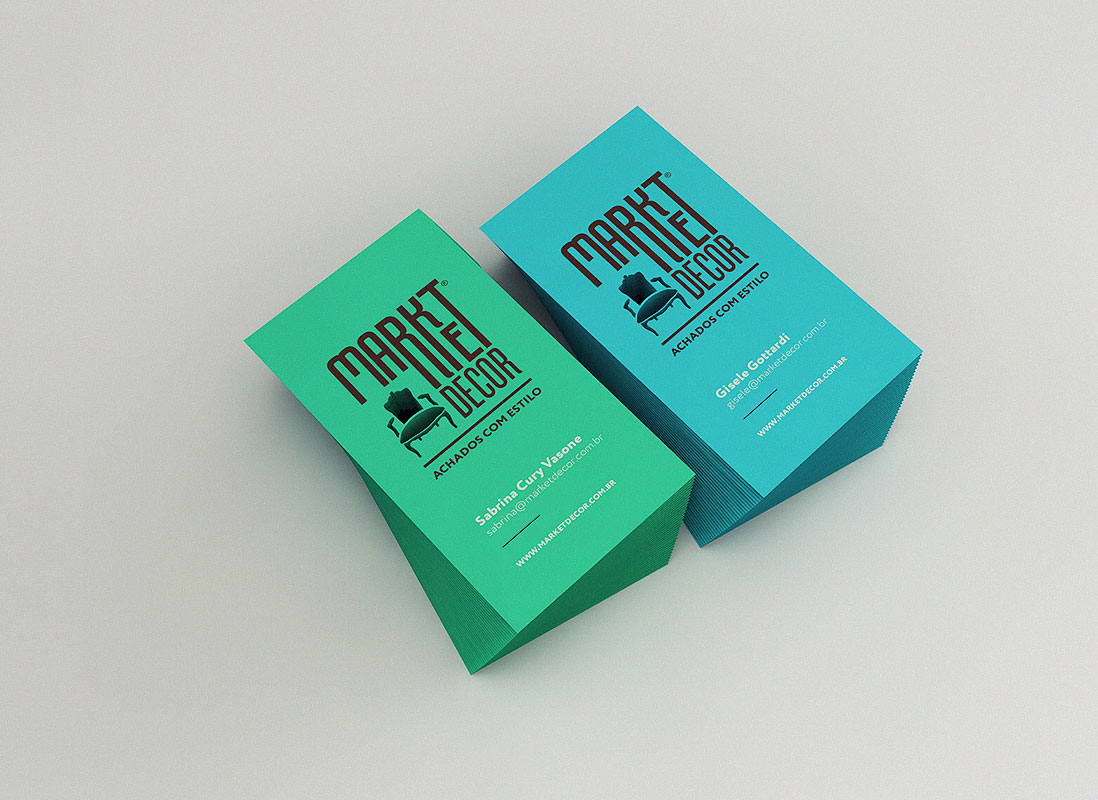 MARKET®
DECOR
ACHADOS COM ESTILO
Sabrina Cury Vasone
sabrina@marketdecor.com.br
WWW.MARKETDECOR.COM.BR
MARKET®
DECOR
ACHADOS COM ESTILO
Gisele Gottardi
gisele@marketdecor.com.br
WWW.MARKETDECOR.COM.BR